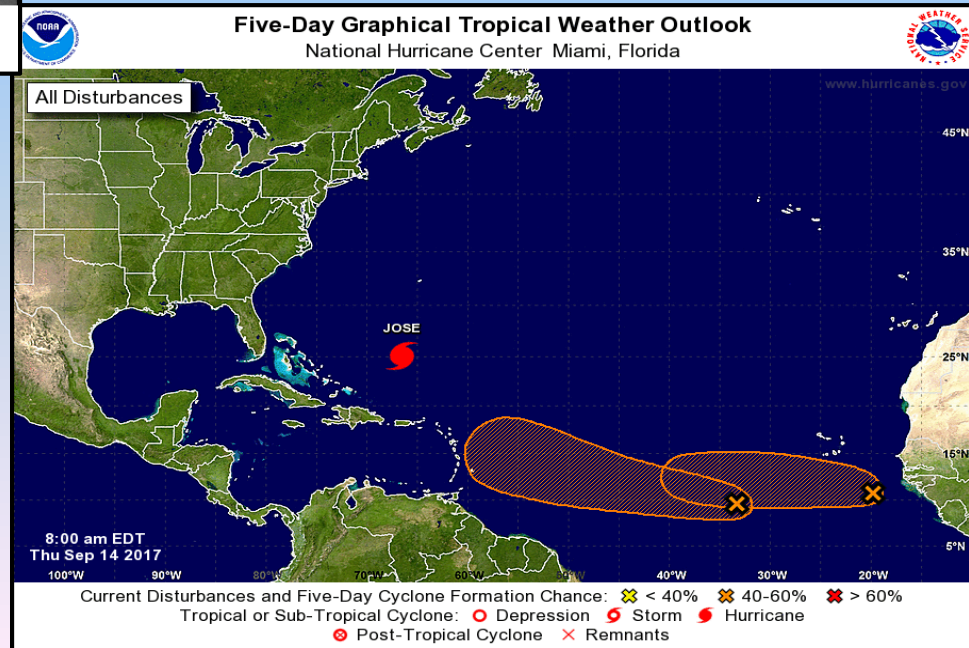 Five-Day Graphical Tropical Weather Outlook
National Hurricane Center Miami, Florida
NOAA
NATIONAL WEATHER SERVICE
All Disturbances
www.hurricanes.gov
45°N
35°N
JOSE
25°N
15°N
8:00 am EDT
Thu Sep 14 2017
5°N
100°W 90°W 80°W 70°W 60°W 50°W 40°W 30°W 20°W
Current Disturbances and Five-Day Cyclone Formation Chance: < 40% 40-60% > 60%
Tropical or Sub-Tropical Cyclone: Depression Storm Hurricane
Post-Tropical Cyclone Remnants